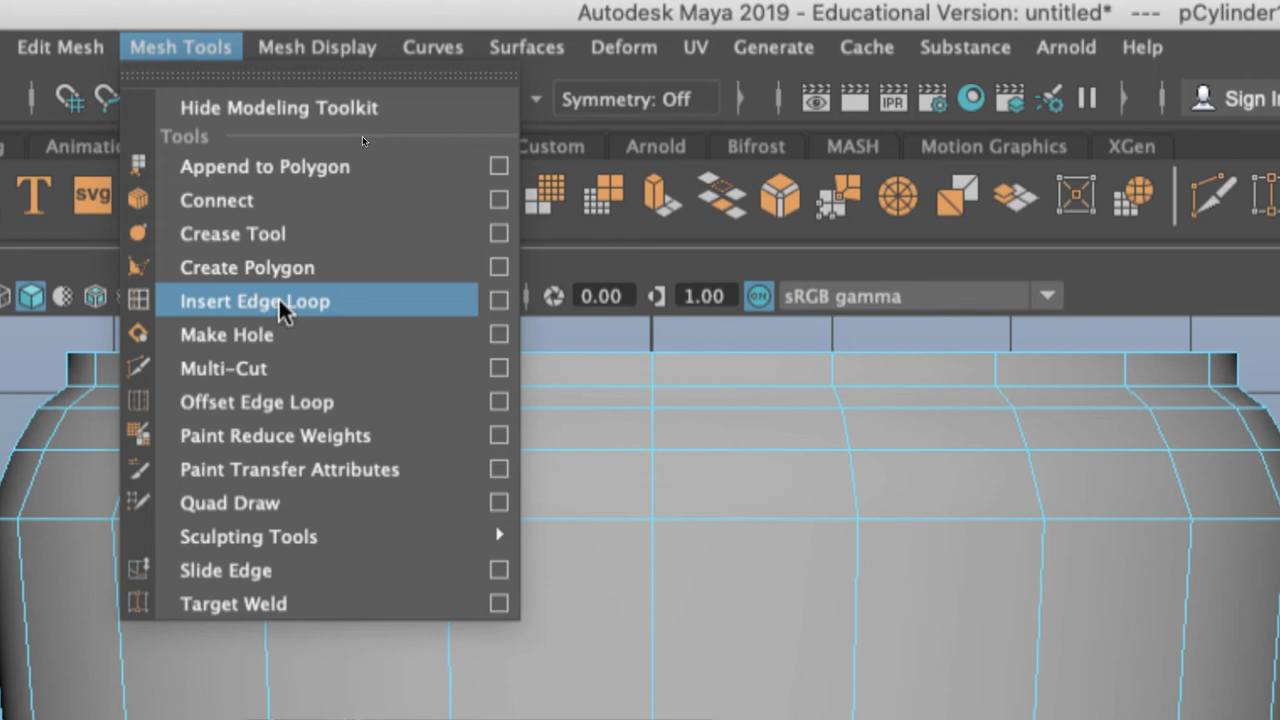 Autodesk Maya 2019 - Educational Version: untitled* --- pCylinder
Edit Mesh Mesh Tools Mesh Display Curves Surfaces Deform UV Generate Cache Substance Arnold Help
Hide Modeling Toolkit
Symmetry: Off
IPR
Sign I
Tools
Animatio
Custom Arnold Bifrost MASH Motion Graphics XGen
Append to Polygon
T
svg
Connect
Crease Tool
Create Polygon
Insert Edge Loop
0.00
1.00
ON
sRGB gamma
Make Hole
Multi-Cut
Offset Edge Loop
Paint Reduce Weights
Paint Transfer Attributes
Quad Draw
Sculpting Tools
Slide Edge
Target Weld